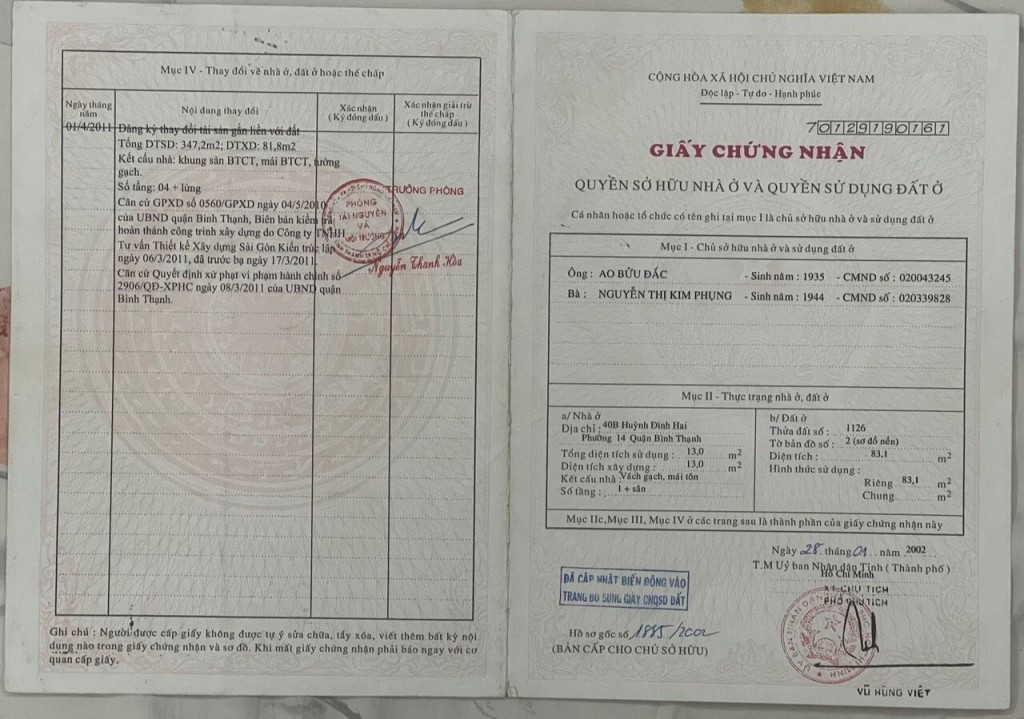 Mục IV - Thay đổi về nhà ở, đất ở hoặc thế chấp
Ngày tháng năm
Nội dung thay đổi
Xác nhận
(Ký đóng dấu)
Xác nhận giải trừ thế chấp
(Ký đóng dấu)
01/4/2011
Đăng ký thay đổi tài sản gắn liền với đất
Tổng DTSD: 347,2m2; DTXD: 81,8m2
Kết cấu nhà: khung sàn BTCT, mái BTCT, tường
gạch.
Số tầng: 04 + lửng
Căn cứ GPXD số 0560/GPXD ngày 04/5/2010
của UBND quận Bình Thạnh, Biên bản kiểm tra
hoàn thành công trình xây dựng do Công ty TNHH
Tư vấn Thiết kế Xây dựng Sài Gòn Kiến trúc lập
ngày 06/3/2011, đã trước bạ ngày 17/3/2011.
Căn cứ Quyết định xử phạt vi phạm hành chính số
2906/QĐ-XPHC ngày 08/3/2011 của UBND quận
Bình Thạnh.
TRƯỞNG PHÒNG
PHÒNG
TÀI NGUYÊN
VÀ
MÔI TRƯỜNG
Nguyễn Thanh Hòa
Ghi chú : Người được cấp giấy không được tự ý sửa chữa, tẩy xóa, viết thêm bất kỳ nội
dung nào trong giấy chứng nhận và sơ đồ. Khi mất giấy chứng nhận phải báo ngay với cơ
quan cấp giấy.
CỘNG HÒA XÃ HỘI CHỦ NGHĨA VIỆT NAM
Độc lập - Tự do - Hạnh phúc
70129190161
GIẤY CHỨNG NHẬN
QUYỀN SỞ HỮU NHÀ Ở VÀ QUYỀN SỬ DỤNG ĐẤT Ở
Cá nhân hoặc tổ chức có tên ghi tại mục I là chủ sở hữu nhà ở và sử dụng đất ở
Mục I - Chủ sở hữu nhà ở và sử dụng đất ở
Ông : AO BỬU ĐẮC - Sinh năm : 1935 - CMND số : 020043245
Bà : NGUYỄN THỊ KIM PHỤNG - Sinh năm : 1944 - CMND số : 020339828
Mục II - Thực trạng nhà ở, đất ở
a/ Nhà ở
Địa chỉ : 40B Huỳnh Đình Hai
Phường 14 Quận Bình Thạnh
Tổng diện tích sử dụng : 13,0 m2
Diện tích xây dựng : 13,0 m2
Kết cấu nhà : Vách gạch, mái tôn
Số tầng : 1 + sân
b/ Đất ở
Thửa đất số : 1126
Tờ bản đồ số : 2 (sơ đồ nền)
Diện tích : 83,1 m2
Hình thức sử dụng :
Riêng 83,1 m2
Chung m2
Mục IIc,Mục III, Mục IV ở các trang sau là thành phần của giấy chứng nhận này
Ngày 28 tháng 01 năm 2002
T.M Uỷ ban Nhân dân Tỉnh ( Thành phố )
Hồ Chí Minh
KT.CHỦ TỊCH
PHÓ CHỦ TỊCH
ĐÃ CẬP NHẬT BIẾN ĐỘNG VÀO
TRANG BỔ SUNG GIẤY CNQSD ĐẤT
Hồ sơ gốc số 1885/2002
(BẢN CẤP CHO CHỦ SỞ HỮU)
VŨ HÙNG VIỆT